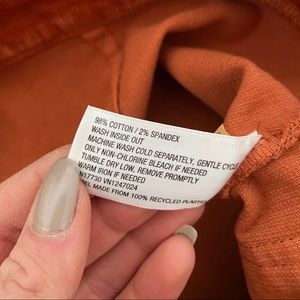 98% COTTON / 2% SPANDEX
WASH INSIDE OUT
MACHINE WASH COLD SEPARATELY, GENTLE CYCLE
ONLY NON-CHLORINE BLEACH IF NEEDED
TUMBLE DRY LOW, REMOVE PROMPTLY
WARM IRON IF NEEDED
N17730 VN1247024
MADE FROM 100% RECYCLED